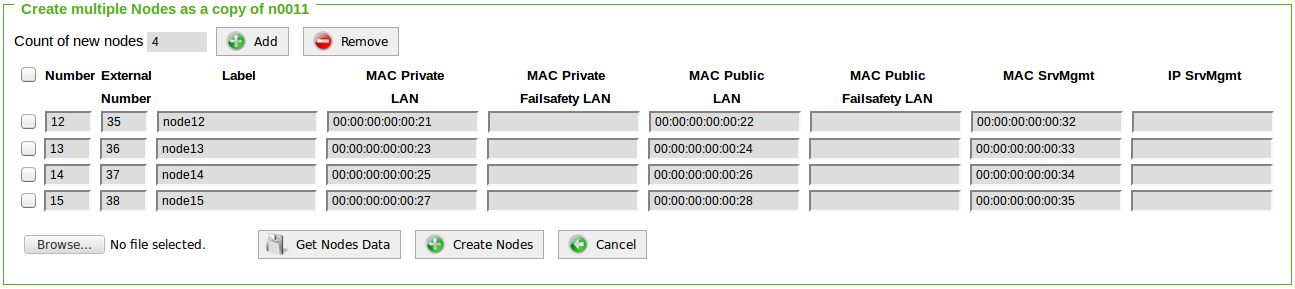 Create multiple Nodes as a copy of n0011
Count of new nodes 4 Add Remove
Number External Label MAC Private MAC Private MAC Public MAC Public MAC SrvMgmt IP SrvMgmt
Number LAN Failsafety LAN LAN Failsafety LAN
12 35 node12 00:00:00:00:00:21 00:00:00:00:00:22 00:00:00:00:00:32
13 36 node13 00:00:00:00:00:23 00:00:00:00:00:24 00:00:00:00:00:33
14 37 node14 00:00:00:00:00:25 00:00:00:00:00:26 00:00:00:00:00:34
15 38 node15 00:00:00:00:00:27 00:00:00:00:00:28 00:00:00:00:00:35
Browse... No file selected. Get Nodes Data Create Nodes Cancel